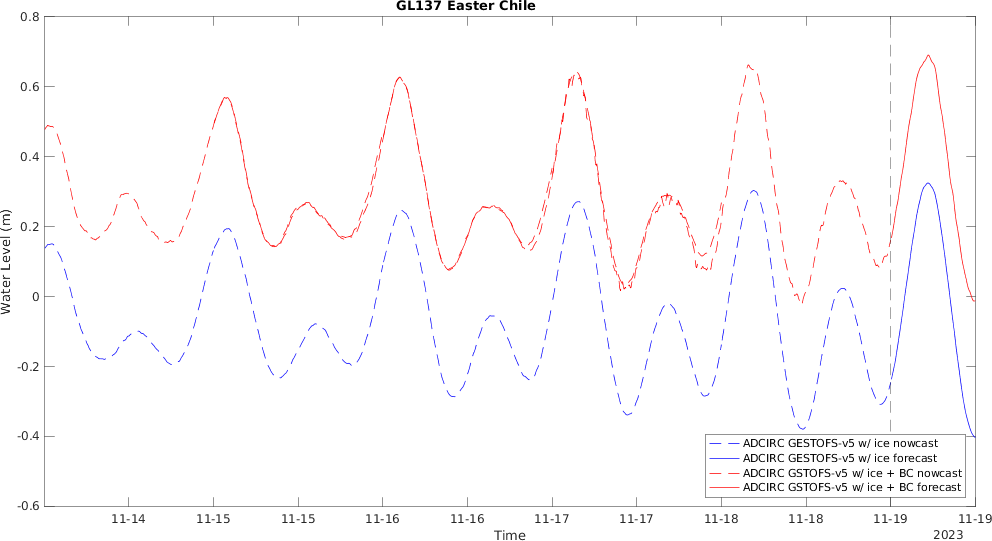 GL137 Easter Chile
0.8
0.6
0.4
0.2
0
-0.2
-0.4
-0.6
Water Level (m)
ADCIRC GESTOFS-v5 w/ ice nowcast
ADCIRC GESTOFS-v5 w/ ice forecast
ADCIRC GSTOFS-v5 w/ ice + BC nowcast
ADCIRC GSTOFS-v5 w/ ice + BC forecast
11-14 11-15 11-15 11-16 11-16 11-17 11-17 11-18 11-18 11-19 11-19
Time
2023